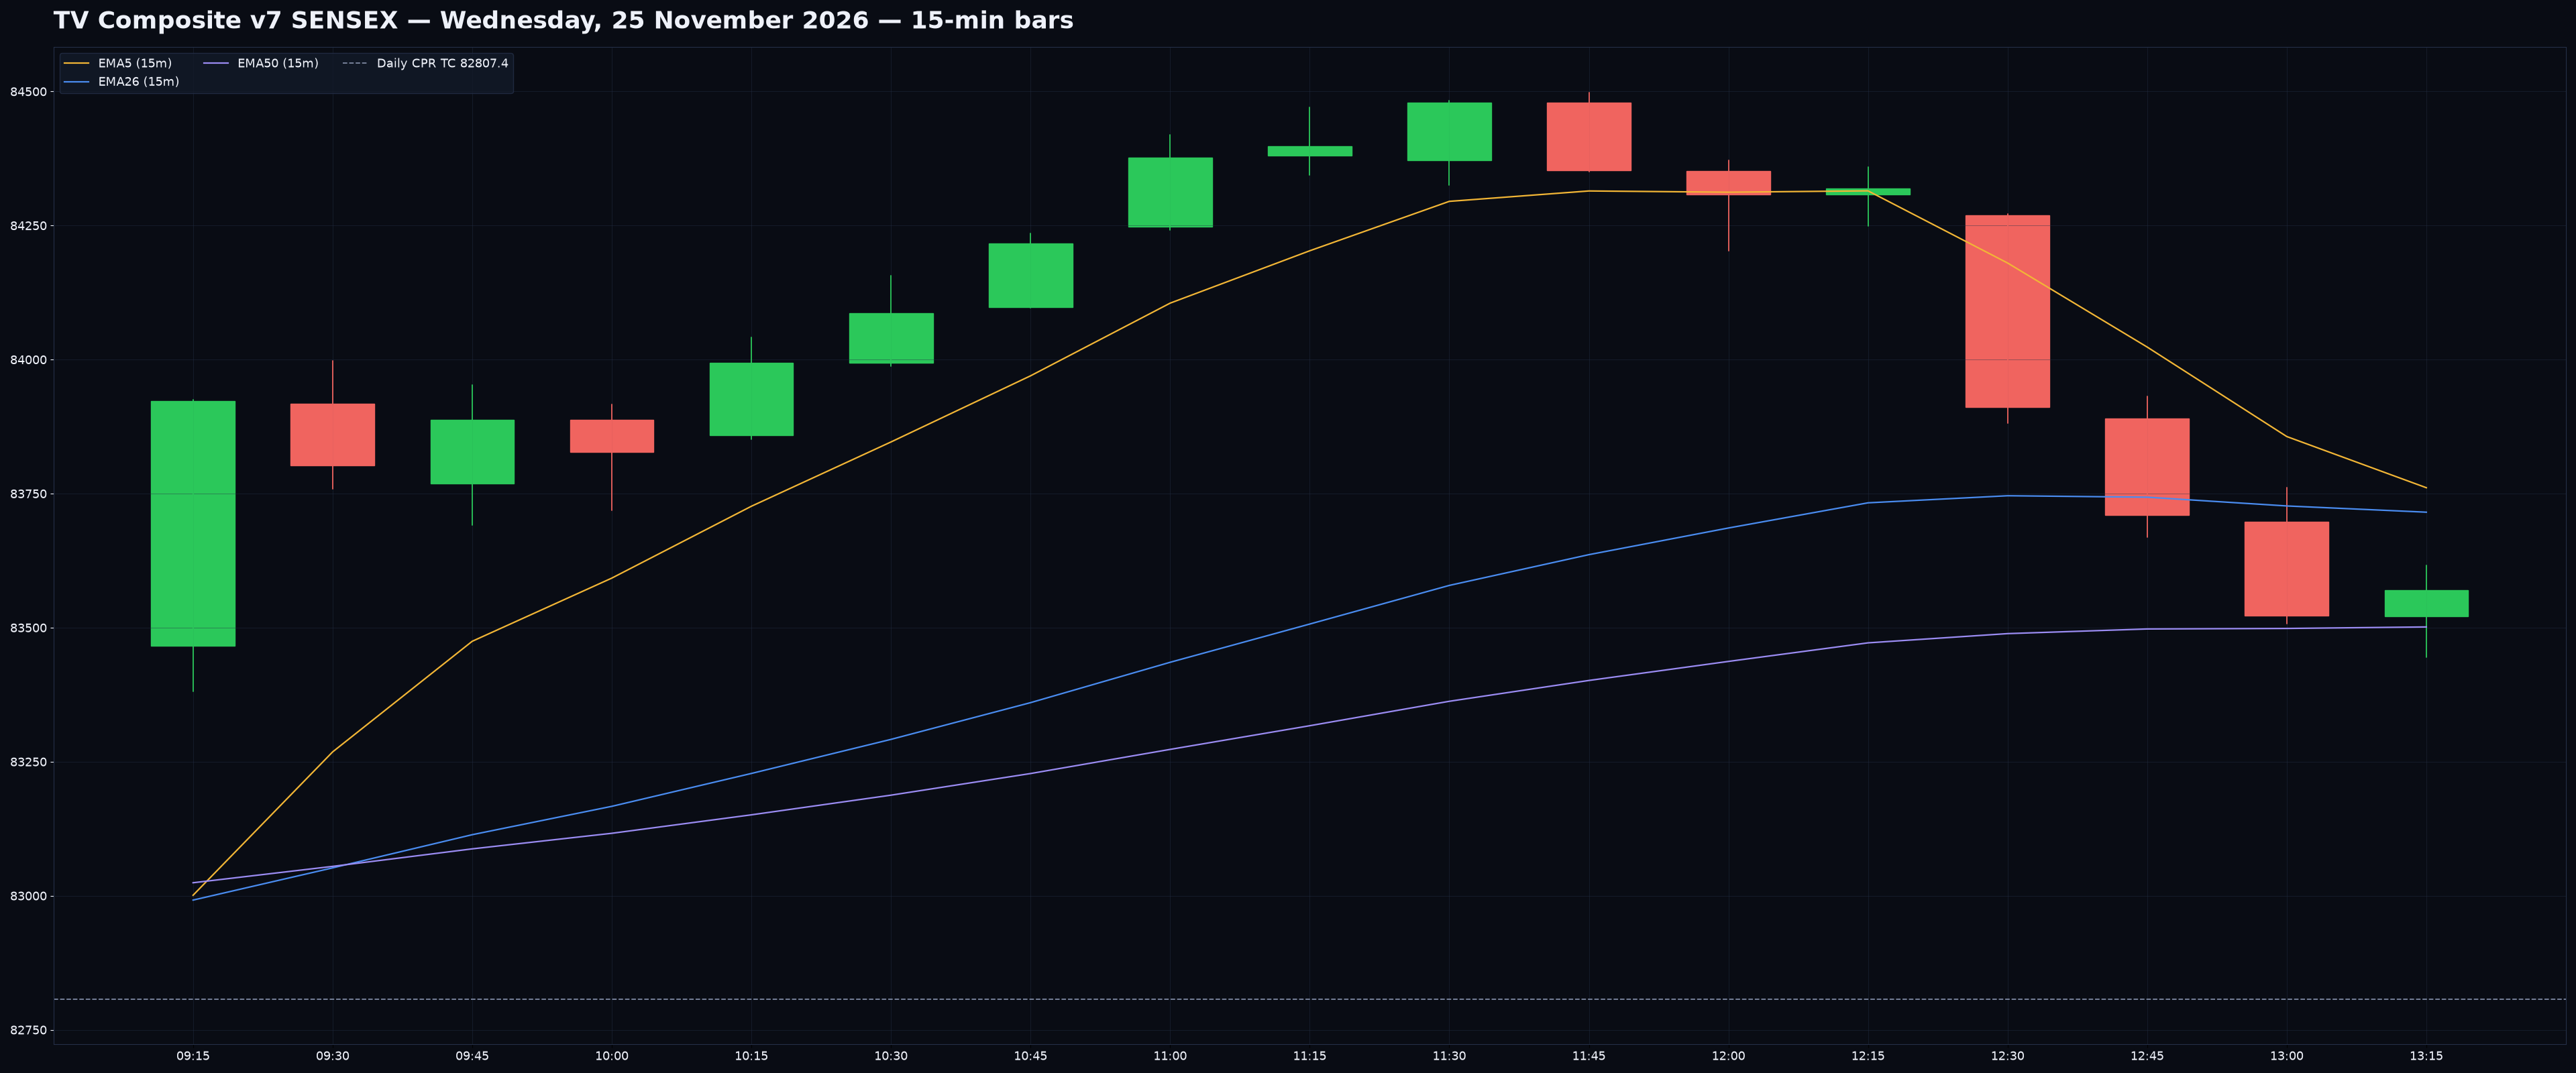 TV Composite v7 SENSEX — Wednesday, 25 November 2026 — 15-min bars
EMA5 (15m) EMA50 (15m) Daily CPR TC 82807.4
EMA26 (15m)
84500
84250
84000
83750
83500
83250
83000
82750
09:15 09:30 09:45 10:00 10:15 10:30 10:45 11:00 11:15 11:30 11:45 12:00 12:15 12:30 12:45 13:00 13:15